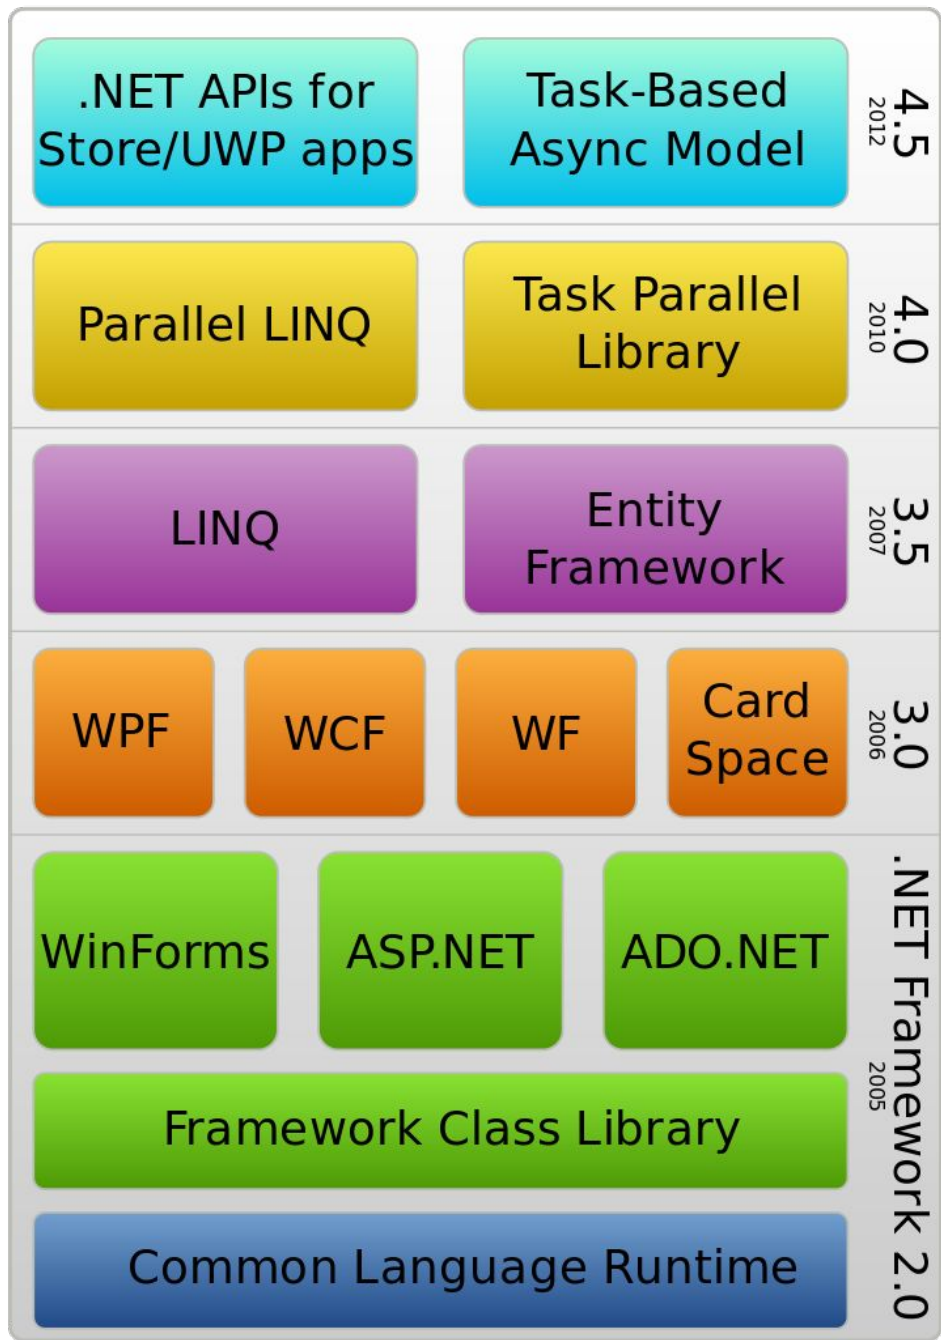 .NET APIs for
Store/UWP apps
Task-Based
Async Model
4.5
2012
Parallel LINQ
Task Parallel
Library
4.0
2010
LINQ
Entity
Framework
3.5
2007
WPF
WCF
WF
Card
Space
3.0
2006
WinForms
ASP.NET
ADO.NET
Framework Class Library
Common Language Runtime
.NET Framework 2.0
2005